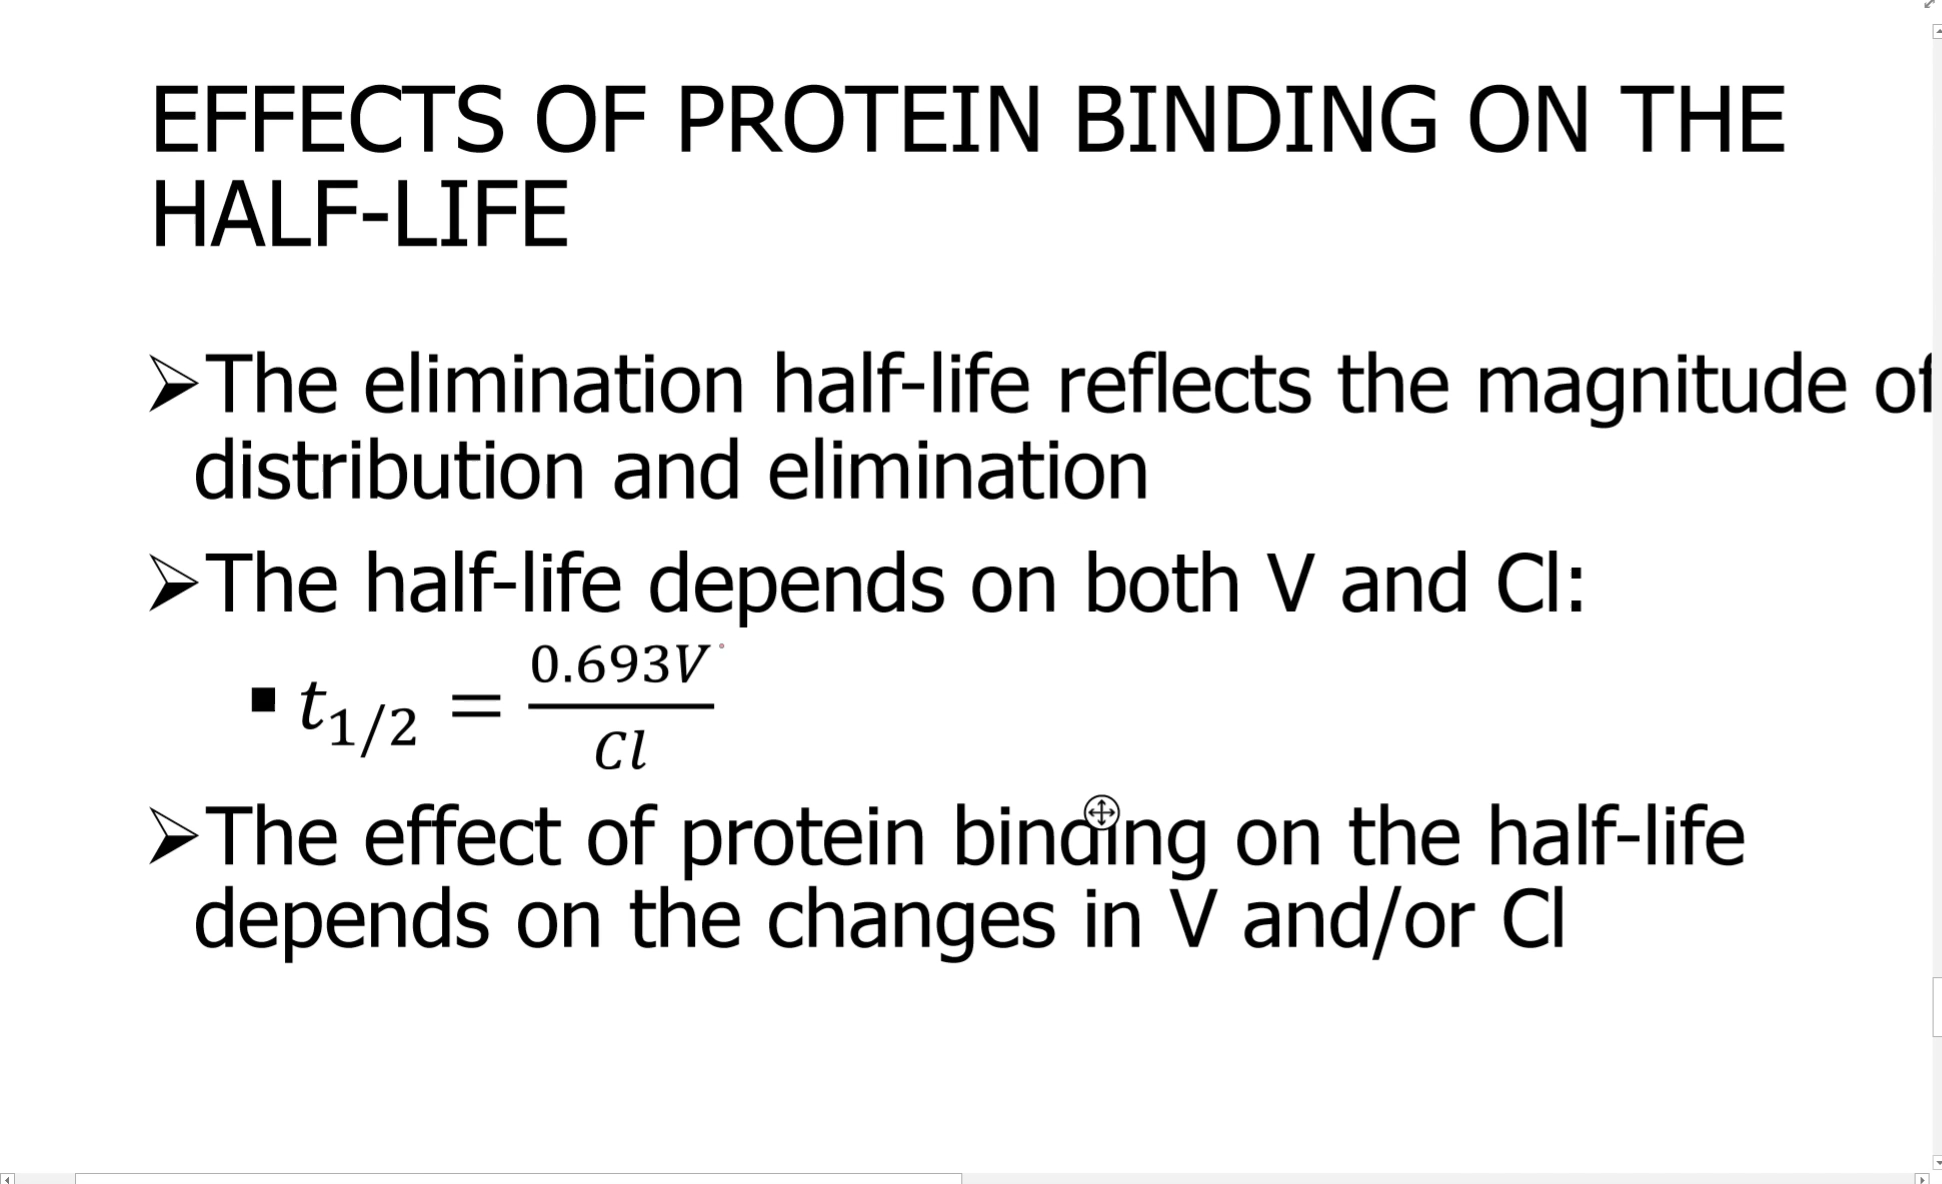 EFFECTS OF PROTEIN BINDING ON THE
HALF-LIFE
➢The elimination half-life reflects the magnitude of
distribution and elimination
➢The half-life depends on both V and Cl:
▪ t1/2 = 0.693V / Cl
➢The effect of protein binding on the half-life
depends on the changes in V and/or Cl